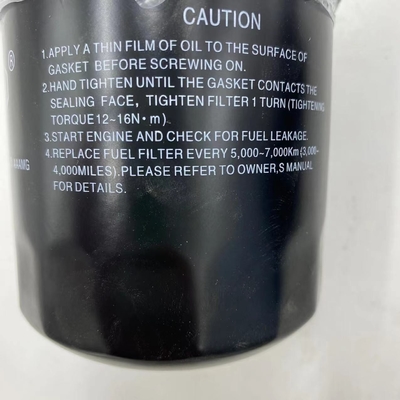 CAUTION
1.APPLY A THIN FILM OF OIL TO THE SURFACE OF
GASKET BEFORE SCREWING ON.
2.HAND TIGHTEN UNTIL THE GASKET CONTACTS THE
SEALING FACE, TIGHTEN FILTER 1 TURN (TIGHTENING
TORQUE12~16N·m)
3.START ENGINE AND CHECK FOR FUEL LEAKAGE.
4.REPLACE FUEL FILTER EVERY 5,000~7,000Km (3,000~
4,000MILES).PLEASE REFER TO OWNER,S MANUAL
FOR DETAILS.
®